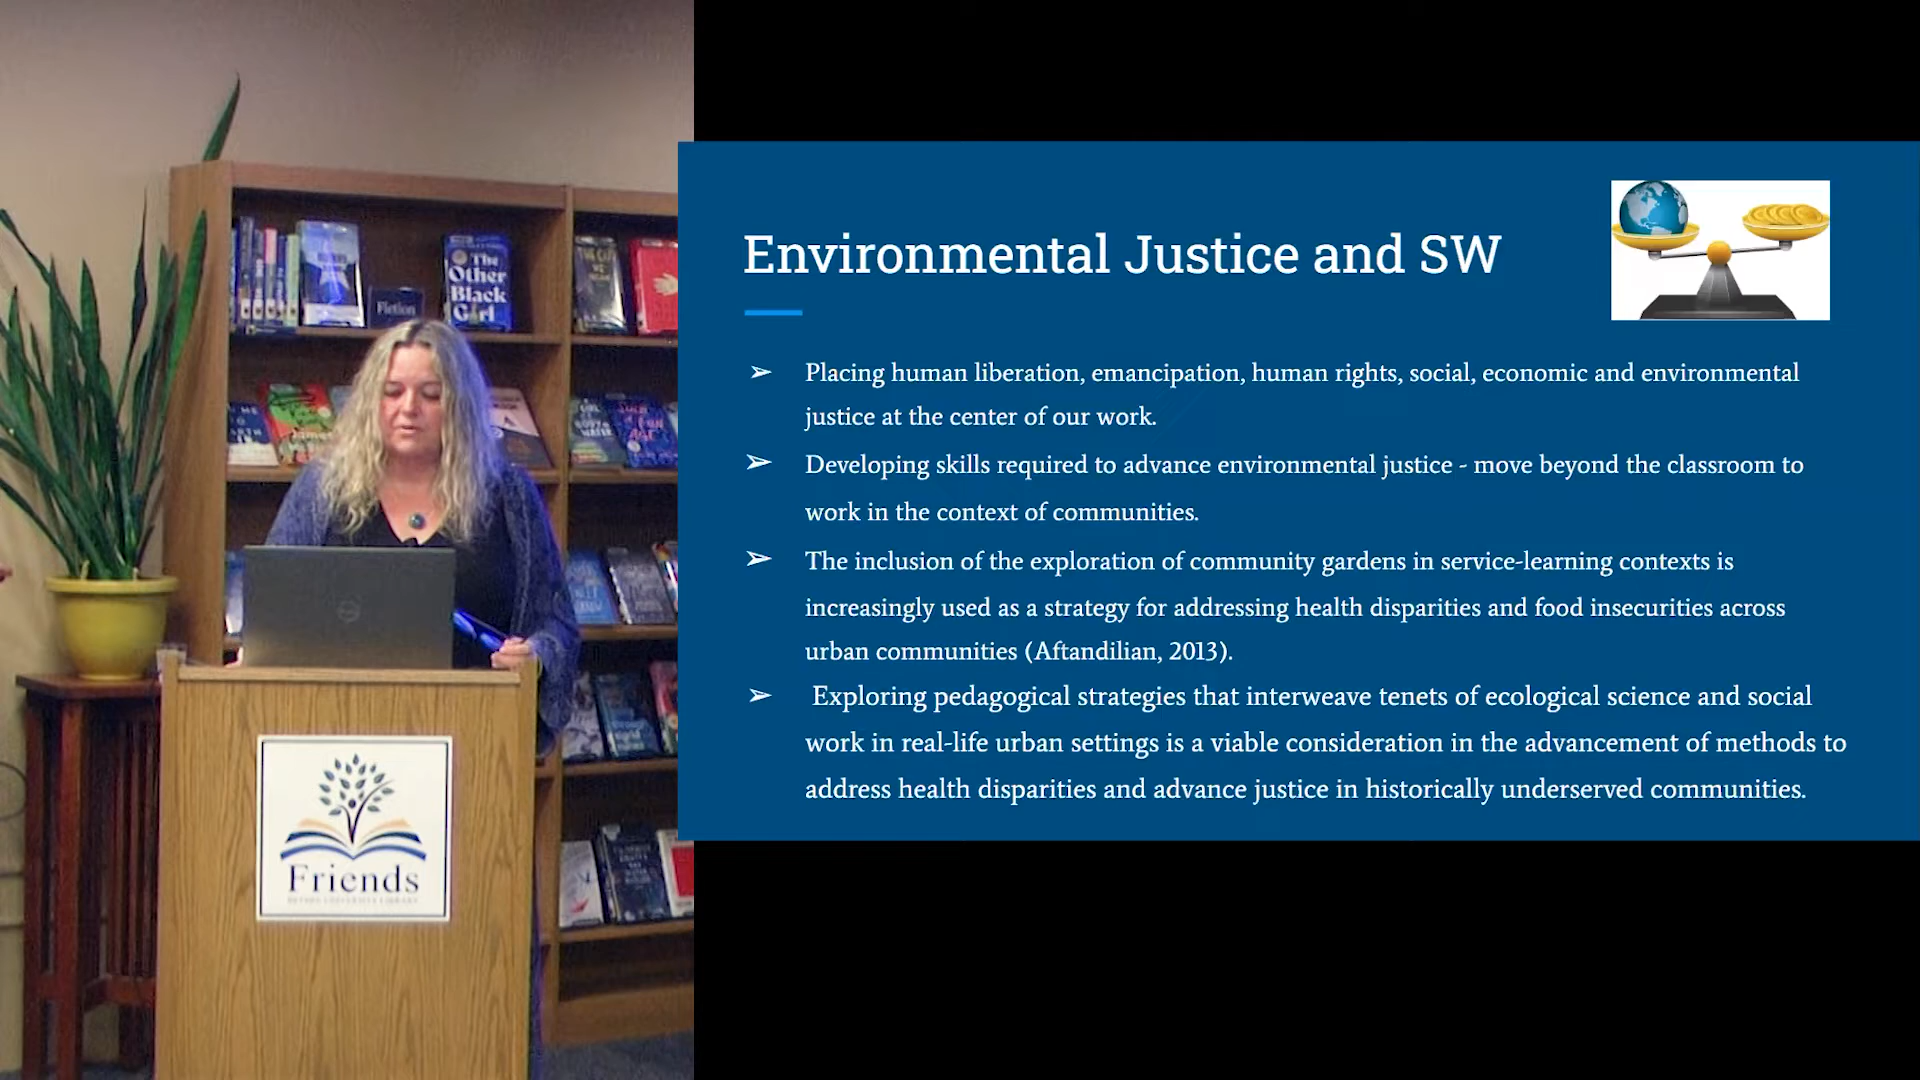 Environmental Justice and SW
➢ Placing human liberation, emancipation, human rights, social, economic and environmental
justice at the center of our work.
➢ Developing skills required to advance environmental justice - move beyond the classroom to
work in the context of communities.
➢ The inclusion of the exploration of community gardens in service-learning contexts is
increasingly used as a strategy for addressing health disparities and food insecurities across
urban communities (Aftandilian, 2013).
➢ Exploring pedagogical strategies that interweave tenets of ecological science and social
work in real-life urban settings is a viable consideration in the advancement of methods to
address health disparities and advance justice in historically underserved communities.
The
Other
Black
Girl
Fiction
James
Friends